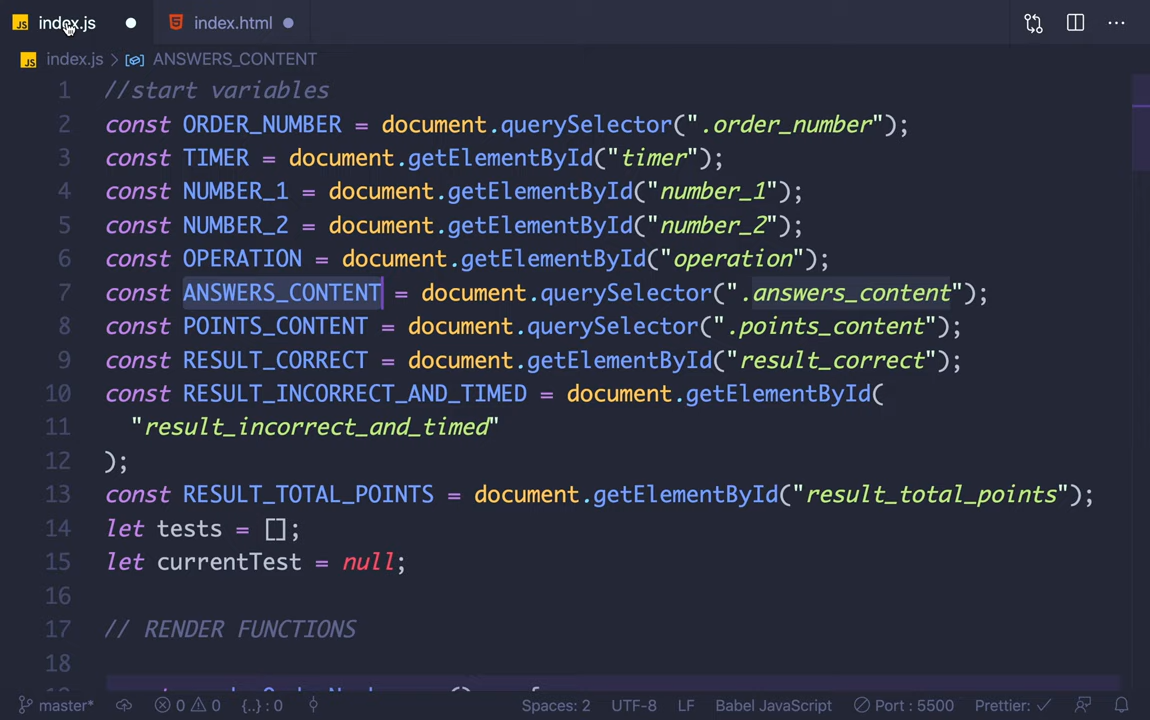 JS index.js
index.html
JS index.js > ANSWERS_CONTENT
1 //start variables
2 const ORDER_NUMBER = document.querySelector(".order_number");
3 const TIMER = document.getElementById("timer");
4 const NUMBER_1 = document.getElementById("number_1");
5 const NUMBER_2 = document.getElementById("number_2");
6 const OPERATION = document.getElementById("operation");
7 const ANSWERS_CONTENT = document.querySelector(".answers_content");
8 const POINTS_CONTENT = document.querySelector(".points_content");
9 const RESULT_CORRECT = document.getElementById("result_correct");
10 const RESULT_INCORRECT_AND_TIMED = document.getElementById(
11 "result_incorrect_and_timed"
12 );
13 const RESULT_TOTAL_POINTS = document.getElementById("result_total_points");
14 let tests = [];
15 let currentTest = null;
16
17 // RENDER FUNCTIONS
18
master* 0 0 {..} : 0 Spaces: 2 UTF-8 LF Babel JavaScript Port : 5500 Prettier: ✓